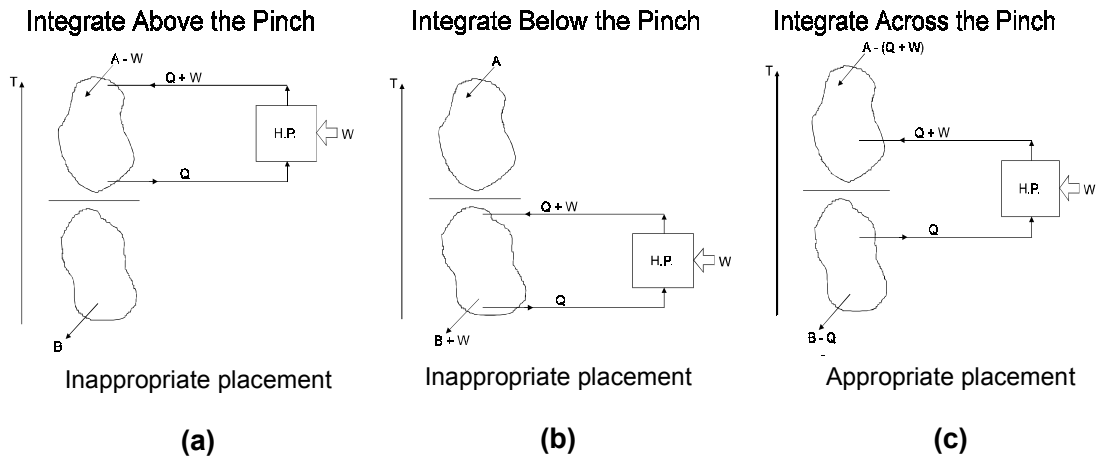 Integrate Above the Pinch
A - W
T
Q + W
H.P.
W
Q
B
Inappropriate placement
(a)
Integrate Below the Pinch
A
T
Q + W
H.P.
W
Q
B + W
Inappropriate placement
(b)
Integrate Across the Pinch
A - (Q + W)
T
Q + W
H.P.
W
Q
B - Q
Appropriate placement
(c)